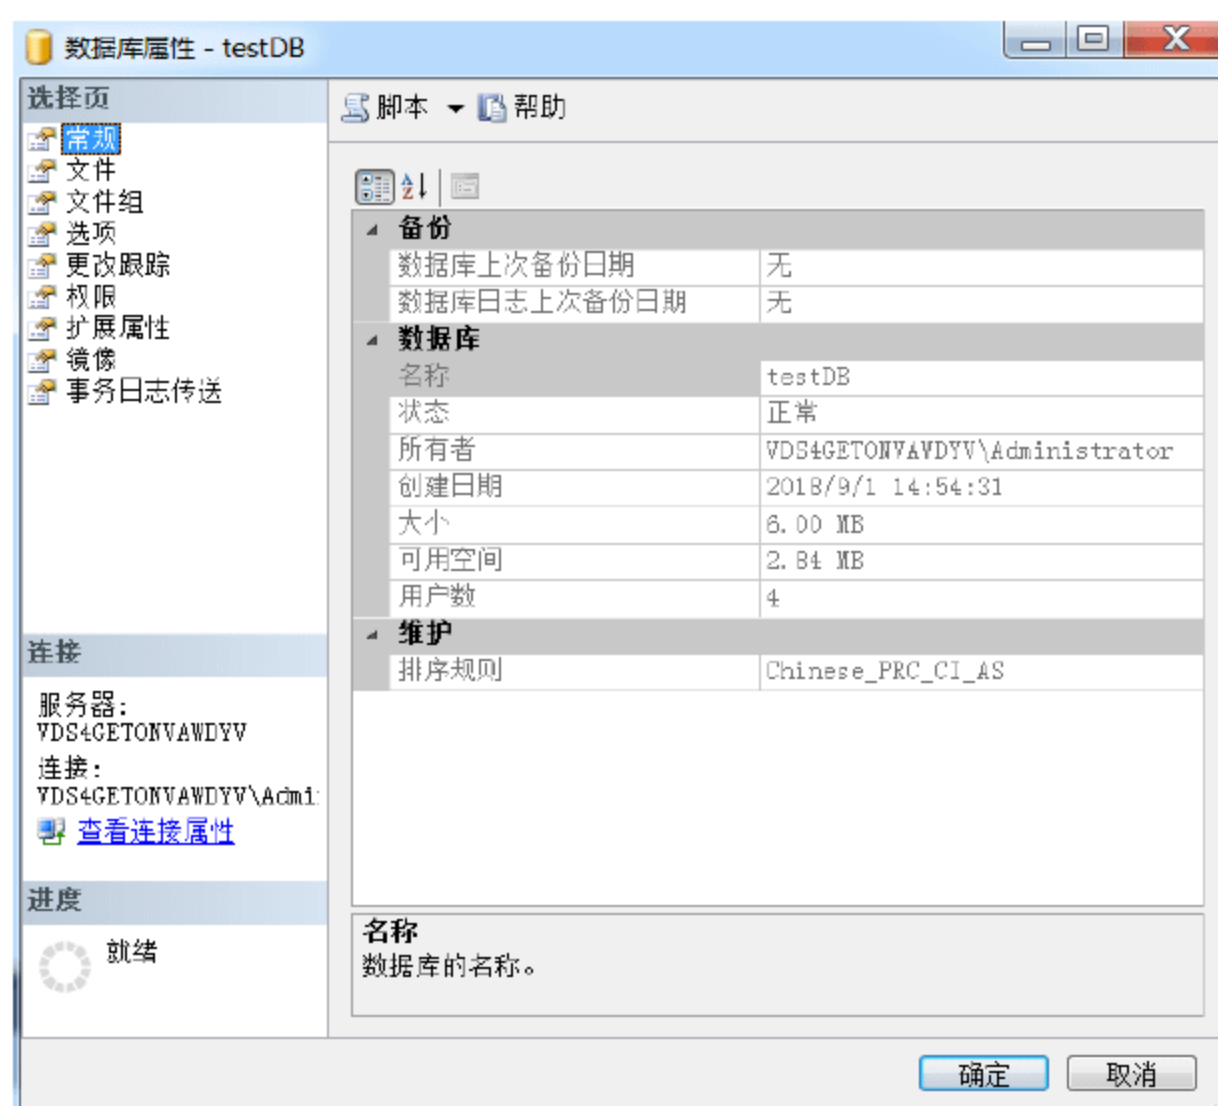 数据库属性 - testDB
选择页
常规
文件
文件组
选项
更改跟踪
权限
扩展属性
镜像
事务日志传送
连接
服务器:
VDS4GETONVAWDYV
连接:
VDS4GETONVAWDYV\Admi
查看连接属性
进度
就绪
脚本
帮助
备份
数据库上次备份日期 无
数据库日志上次备份日期 无
数据库
名称 testDB
状态 正常
所有者 VDS4GETONVAWDYV\Administrator
创建日期 2018/9/1 14:54:31
大小 6.00 MB
可用空间 2.84 MB
用户数 4
维护
排序规则 Chinese_PRC_CI_AS
名称
数据库的名称。
确定
取消